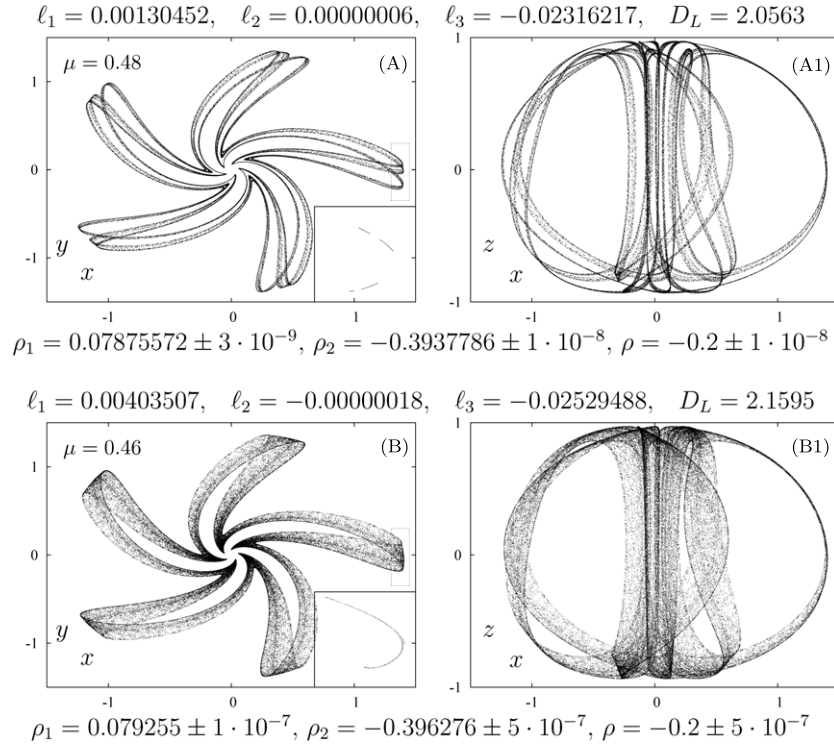 ℓ₁ = 0.00130452, ℓ₂ = 0.00000006, ℓ₃ = −0.02316217, D_L = 2.0563
μ = 0.48 (A) (A1)
1 1
0 0
y z
x x
-1 -1
-1 0 1 -1 0 1
ρ₁ = 0.07875572 ± 3 · 10⁻⁹, ρ₂ = −0.3937786 ± 1 · 10⁻⁸, ρ = −0.2 ± 1 · 10⁻⁸
ℓ₁ = 0.00403507, ℓ₂ = −0.00000018, ℓ₃ = −0.02529488, D_L = 2.1595
μ = 0.46 (B) (B1)
1 1
0 0
y z
x x
-1 -1
-1 0 1 -1 0 1
ρ₁ = 0.079255 ± 1 · 10⁻⁷, ρ₂ = −0.396276 ± 5 · 10⁻⁷, ρ = −0.2 ± 5 · 10⁻⁷